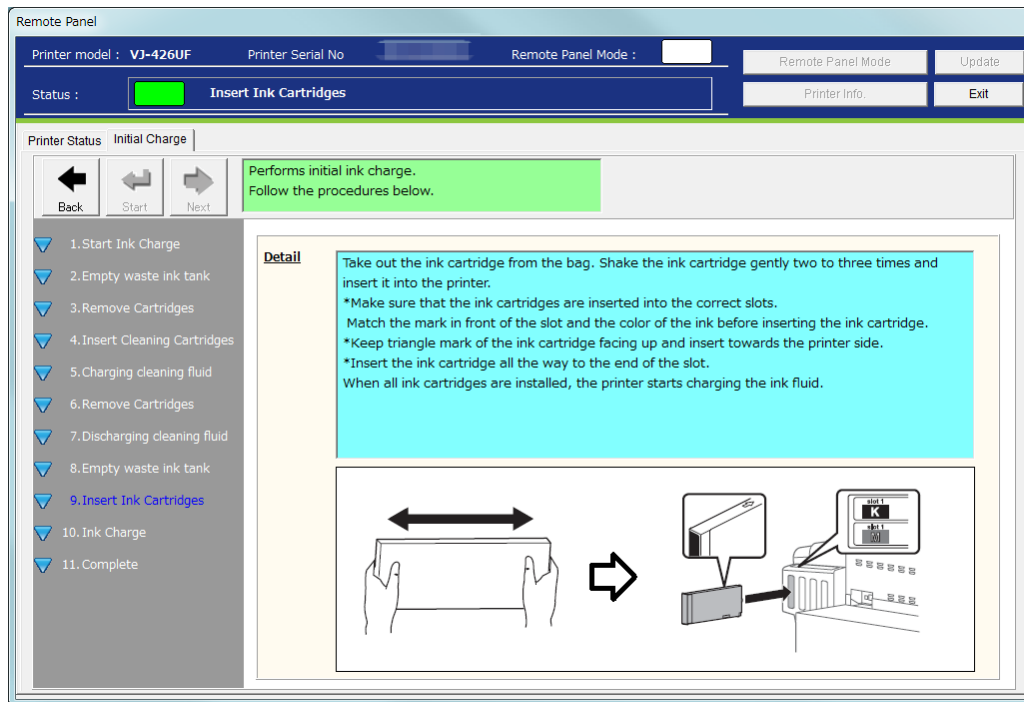 Remote Panel
Printer model : VJ-426UF Printer Serial No Remote Panel Mode :
Remote Panel Mode Update
Status : Insert Ink Cartridges
Printer Info. Exit
Printer Status Initial Charge
Back Start Next
Performs initial ink charge.
Follow the procedures below.
1.Start Ink Charge
2.Empty waste ink tank
3.Remove Cartridges
4.Insert Cleaning Cartridges
5.Charging cleaning fluid
6.Remove Cartridges
7.Discharging cleaning fluid
8.Empty waste ink tank
9.Insert Ink Cartridges
10.Ink Charge
11.Complete
Detail
Take out the ink cartridge from the bag. Shake the ink cartridge gently two to three times and
insert it into the printer.
*Make sure that the ink cartridges are inserted into the correct slots.
Match the mark in front of the slot and the color of the ink before inserting the ink cartridge.
*Keep triangle mark of the ink cartridge facing up and insert towards the printer side.
*Insert the ink cartridge all the way to the end of the slot.
When all ink cartridges are installed, the printer starts charging the ink fluid.
slot 1
K
slot 1
M